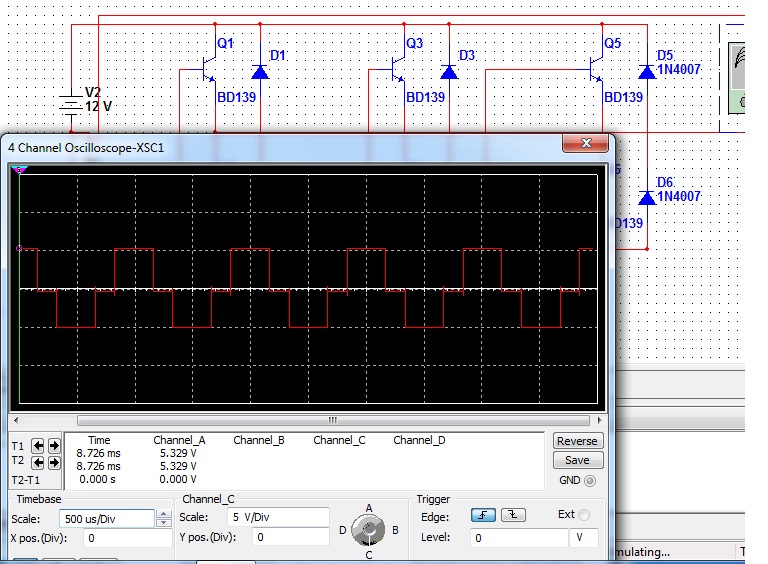 Q1
D1
Q3
D3
Q5
D5
1N4007
V2
12 V
BD139
BD139
BD139
4 Channel Oscilloscope-XSC1
D6
1N4007
D139
Time Channel_A Channel_B Channel_C Channel_D
T1 8.726 ms 5.329 V
T2 8.726 ms 5.329 V
T2-T1 0.000 s 0.000 V
Reverse
Save
GND
Timebase
Scale: 500 us/Div
X pos.(Div): 0
Channel_C
Scale: 5 V/Div
Y pos.(Div): 0
A
D B
C
Trigger
Edge: Ext
Level: 0 V
mulating...